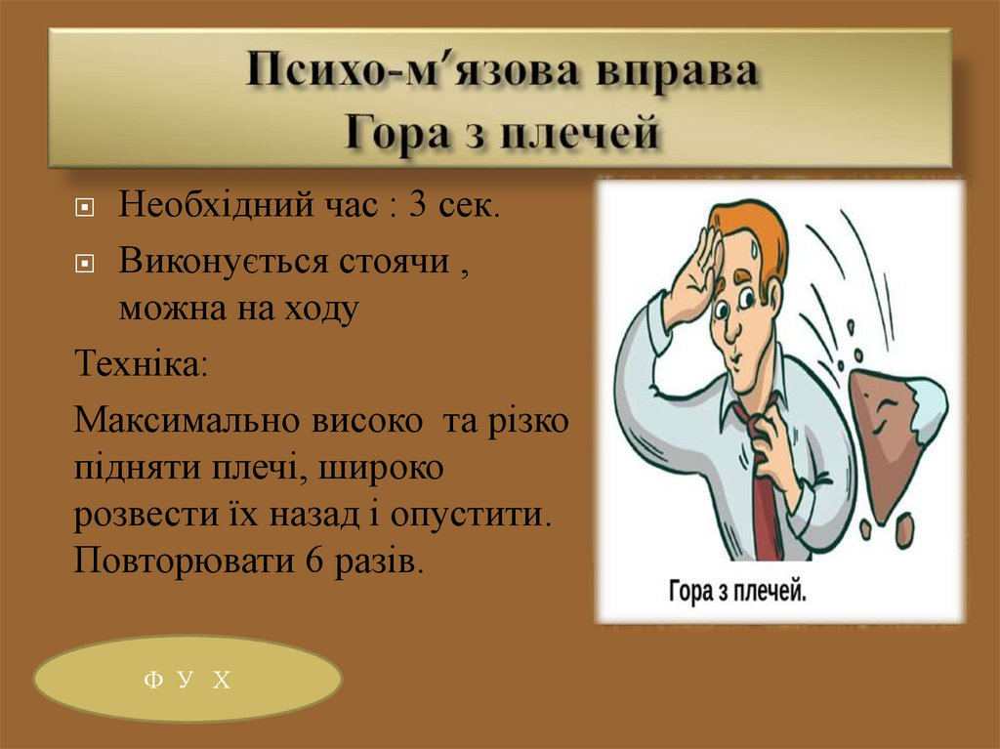 Психо-м′язова вправа
Гора з плечей
Необхідний час : 3 сек.
Виконується стоячи ,
можна на ходу
Техніка:
Максимально високо та різко
підняти плечі, широко
розвести їх назад і опустити.
Повторювати 6 разів.
Гора з плечей.
Ф У Х